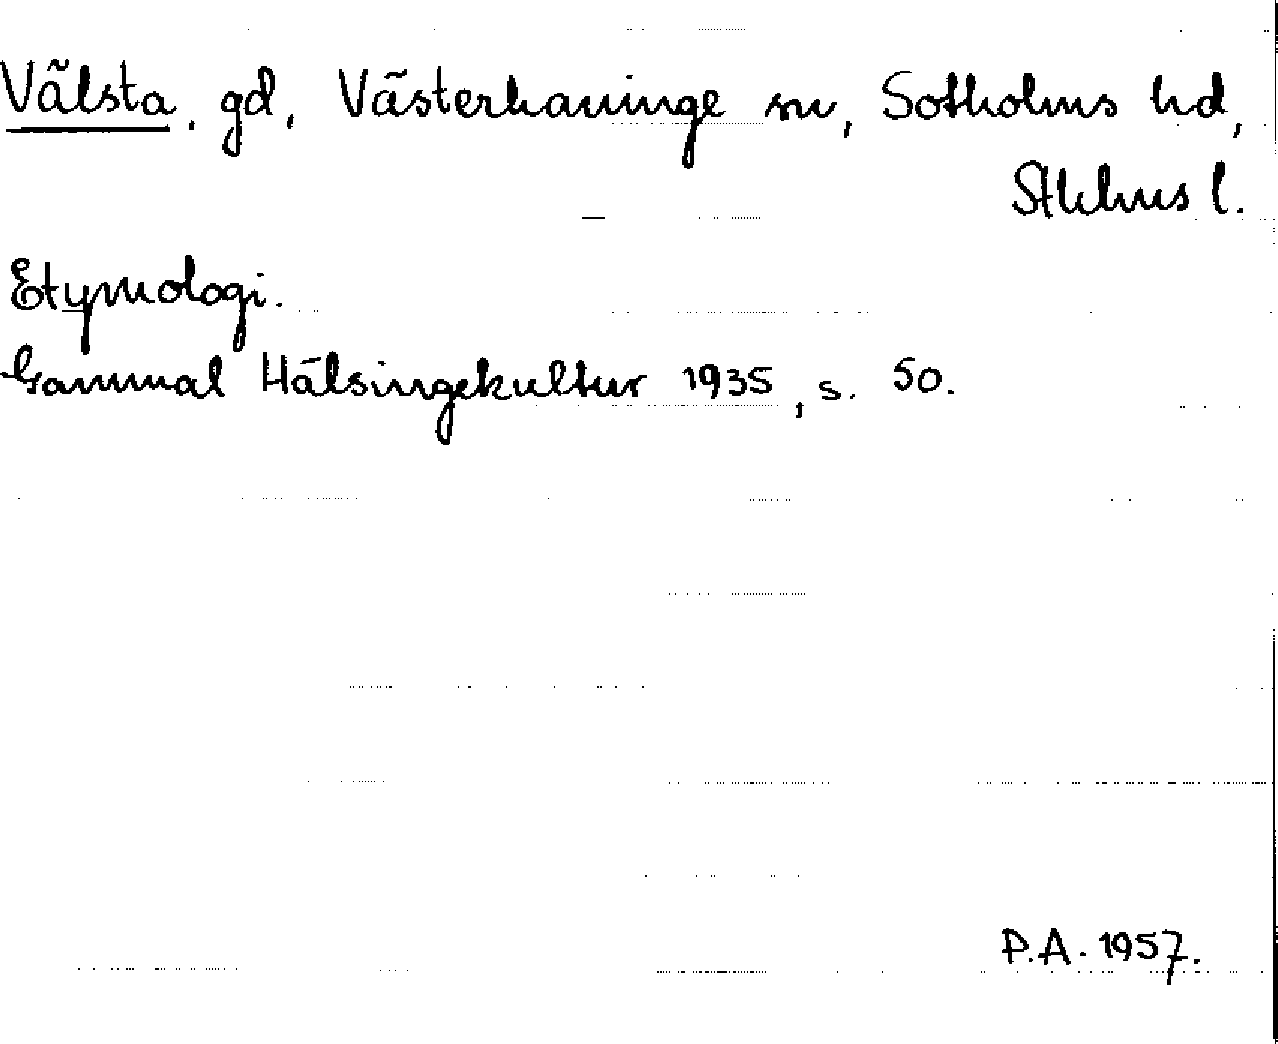 Välsta, gd, Västerhaninge sn, Sotholms hd,
Sthlms l.
Etymologi.
Gammal Hälsingekultur 1935, s. 50.
P.A. 1957.